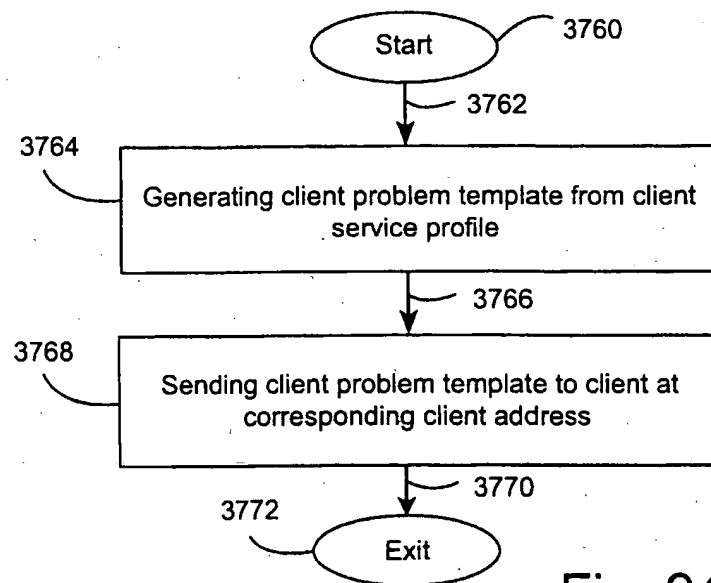 Start
3760
3762
3764
Generating client problem template from client
service profile
3766
3768
Sending client problem template to client at
corresponding client address
3770
3772
Exit